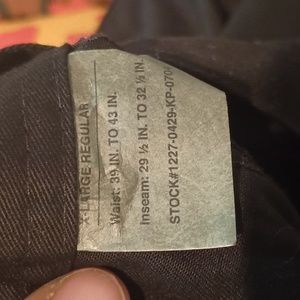 X-LARGE REGULAR
Waist: 39 IN. TO 43 IN.
Inseam: 29 ½ IN. TO 32 ½ IN.
STOCK#1227-0429-KP-070